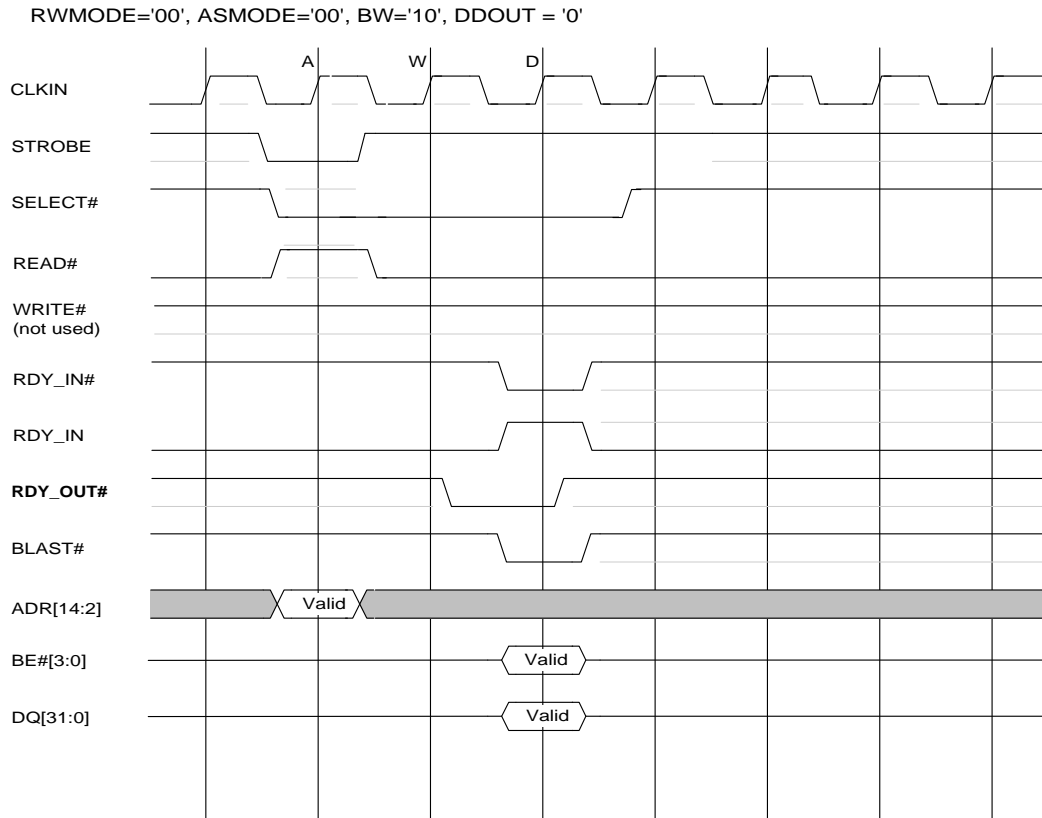 RWMODE='00', ASMODE='00', BW='10', DDOUT = '0'
A W D
CLKIN
STROBE
SELECT#
READ#
WRITE#
(not used)
RDY_IN#
RDY_IN
RDY_OUT#
BLAST#
ADR[14:2] Valid
BE#[3:0] Valid
DQ[31:0] Valid